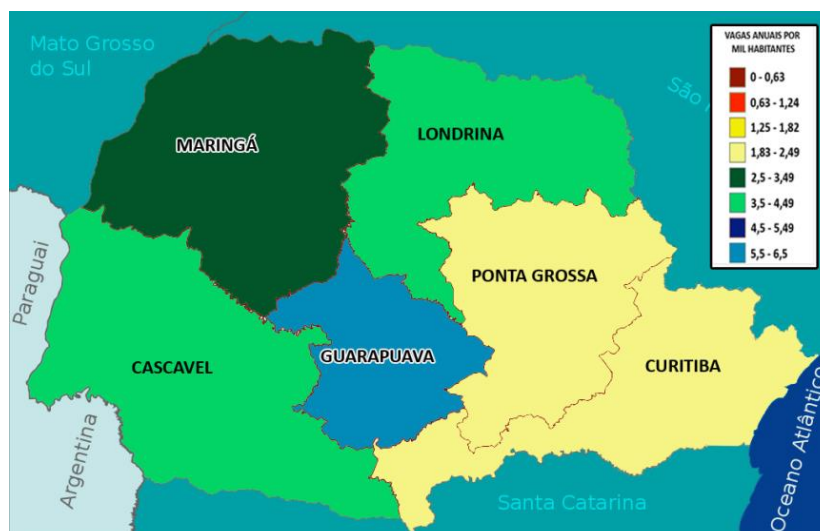 Mato Grosso
do Sul
São
MARINGÁ
LONDRINA
Paraguai
PONTA GROSSA
CASCAVEL
GUARAPUAVA
CURITIBA
Argentina
Santa Catarina
Oceano Atlântico
VAGAS ANUAIS POR
MIL HABITANTES
0 - 0,63
0,63 - 1,24
1,25 - 1,82
1,83 - 2,49
2,5 - 3,49
3,5 - 4,49
4,5 - 5,49
5,5 - 6,5